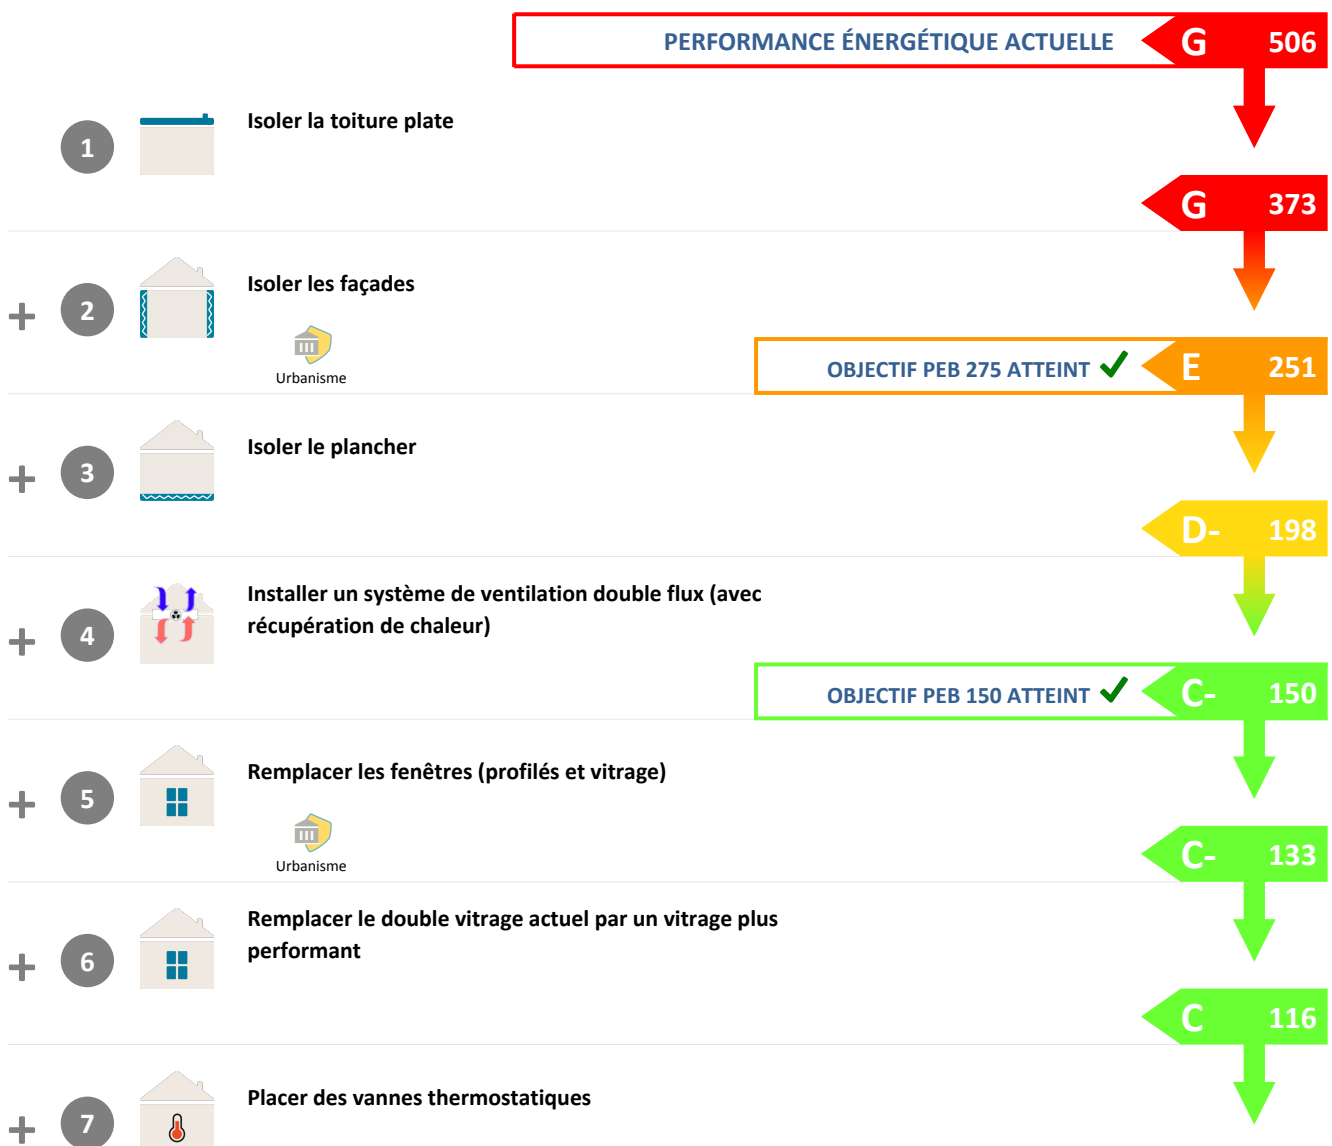 PERFORMANCE ÉNERGÉTIQUE ACTUELLE G 506
1 Isoler la toiture plate
G 373
+ 2 Isoler les façades
Urbanisme
OBJECTIF PEB 275 ATTEINT E 251
+ 3 Isoler le plancher
D- 198
+ 4 Installer un système de ventilation double flux (avec
récupération de chaleur)
OBJECTIF PEB 150 ATTEINT C- 150
+ 5 Remplacer les fenêtres (profilés et vitrage)
Urbanisme
C- 133
+ 6 Remplacer le double vitrage actuel par un vitrage plus
performant
C 116
+ 7 Placer des vannes thermostatiques